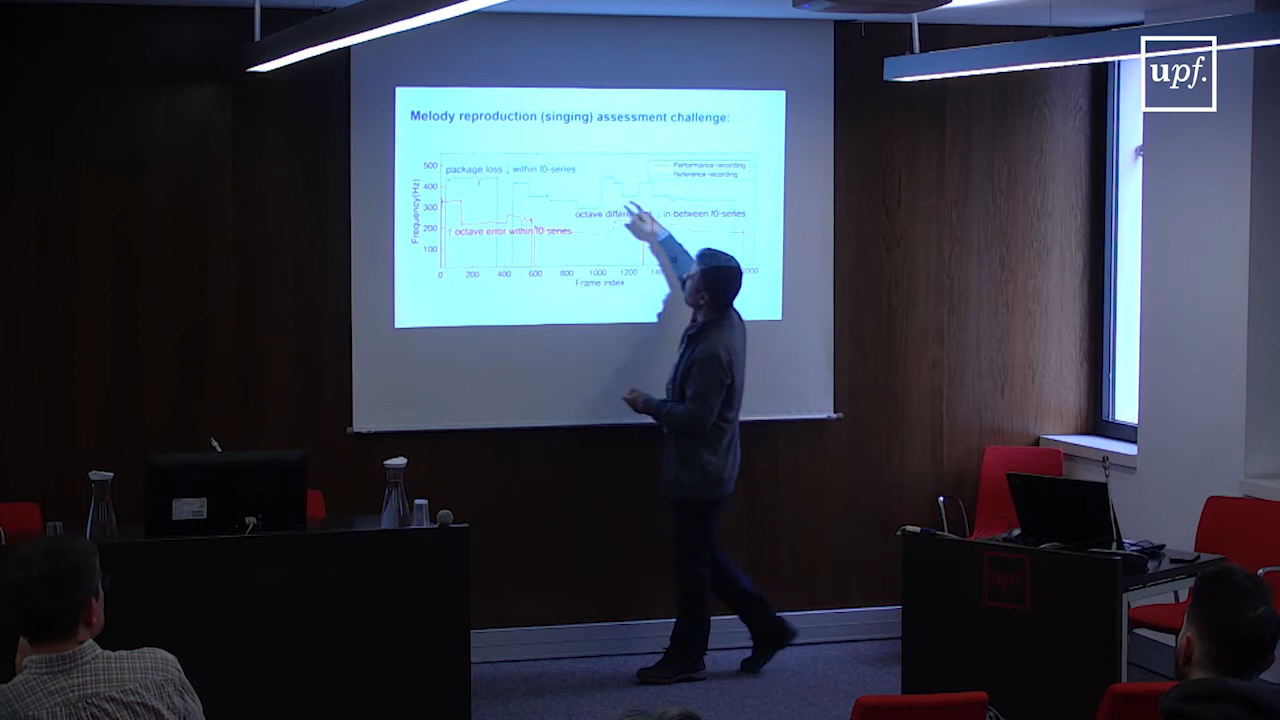 upf.
Melody reproduction (singing) assessment challenge:
500
400
300
200
100
0
Frequency(Hz)
package loss ↓ within f0-series
Performance recording
Reference recording
in between f0-series
↑ octave error within f0 series
200
400
600
800
1000
1200
Frame index
upf.